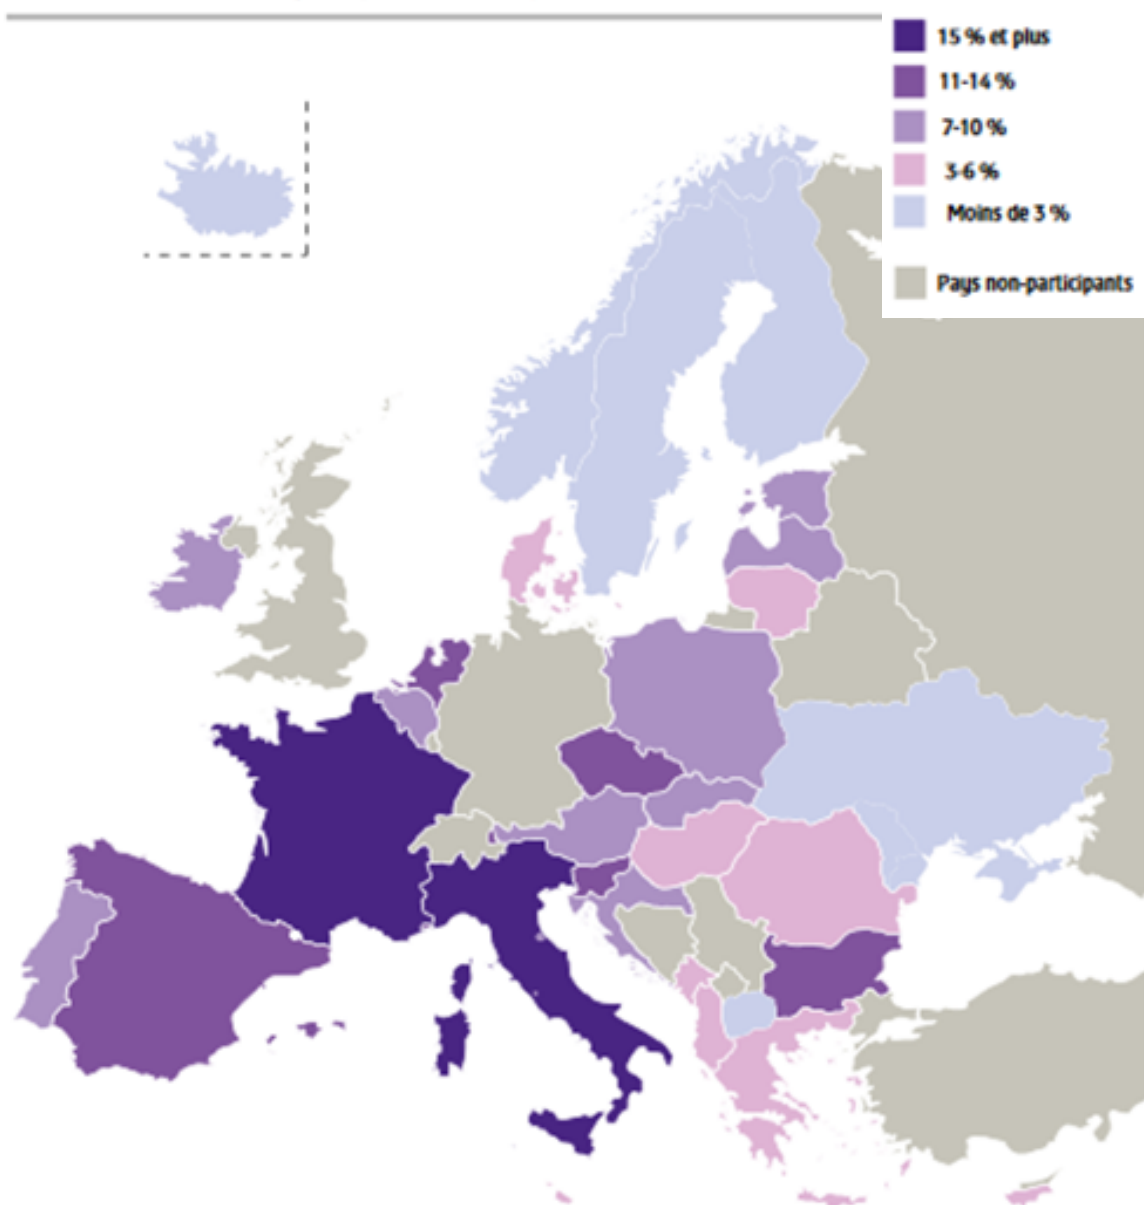 15 % et plus
11-14 %
7-10 %
3-6 %
Moins de 3 %
Pays non-participants